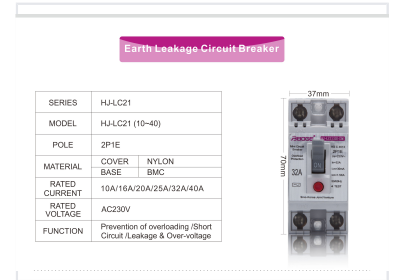 Earth Leakage Circuit Breaker
SERIES HJ-LC21
MODEL HJ-LC21 (10~40)
POLE 2P1E
MATERIAL COVER NYLON
BASE BMC
RATED CURRENT 10A/16A/20A/25A/32A/40A
RATED VOLTAGE AC230V
FUNCTION Prevention of overloading /Short
Circuit /Leakage & Over-voltage
37mm
70mm
2P1E
32A